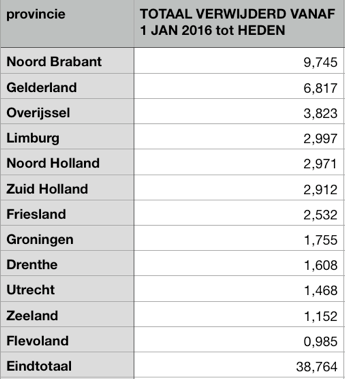 provincie TOTAAL VERWIJDERD VANAF
1 JAN 2016 tot HEDEN
Noord Brabant 9,745
Gelderland 6,817
Overijssel 3,823
Limburg 2,997
Noord Holland 2,971
Zuid Holland 2,912
Friesland 2,532
Groningen 1,755
Drenthe 1,608
Utrecht 1,468
Zeeland 1,152
Flevoland 0,985
Eindtotaal 38,764